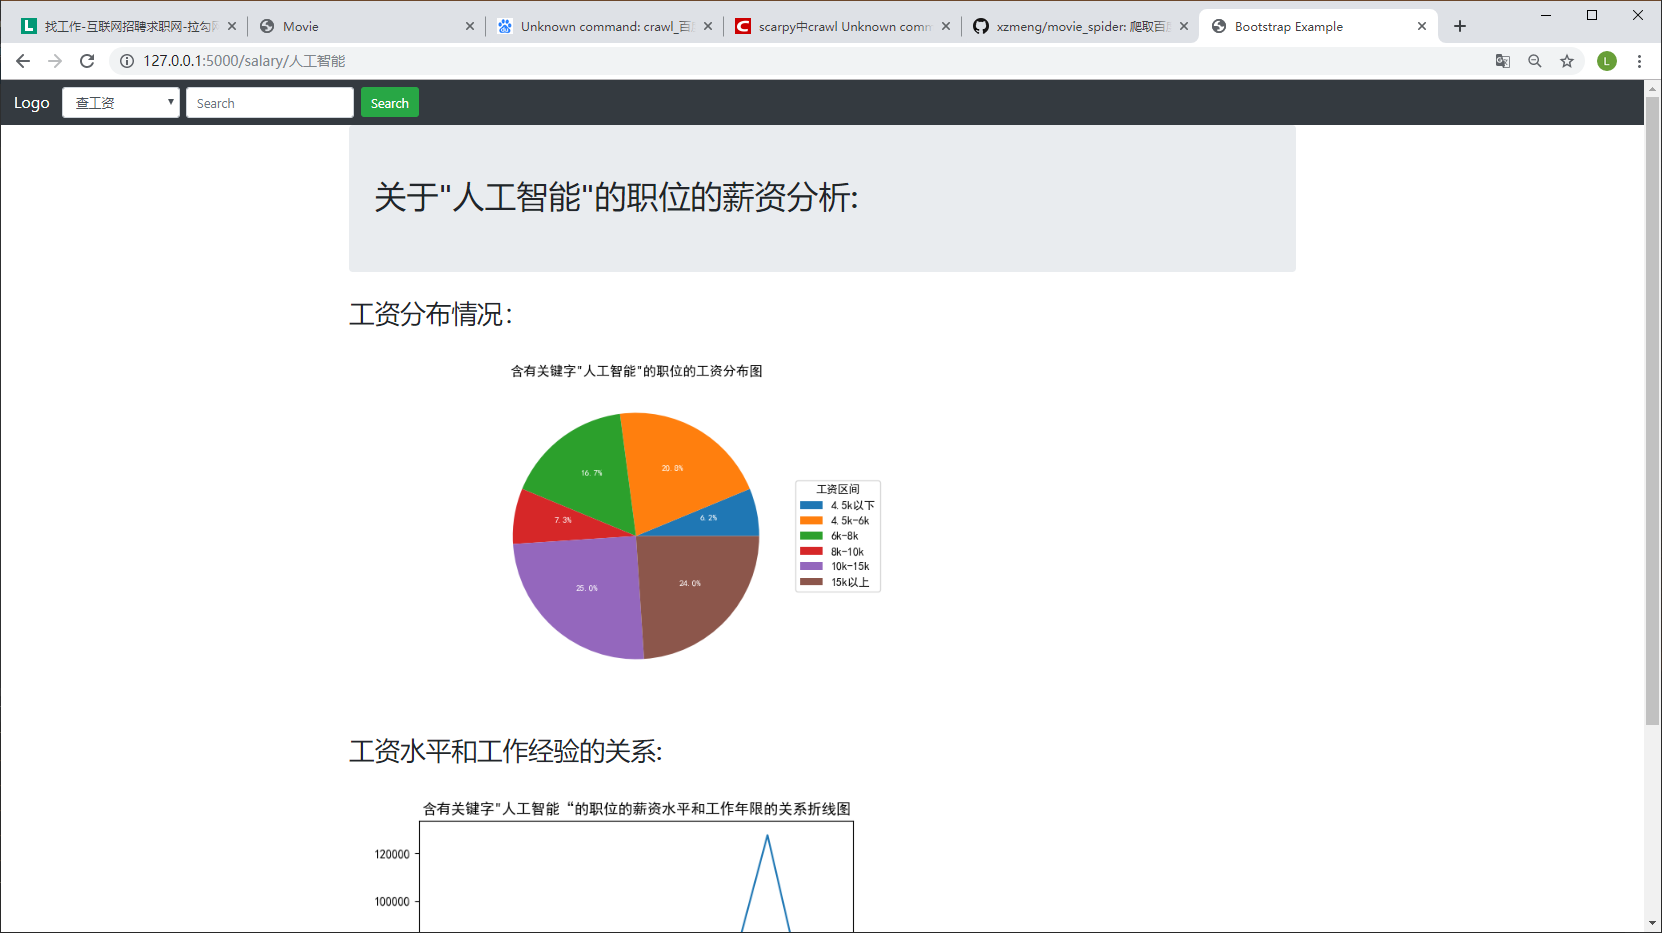 找工作-互联网招聘求职网-拉勾网
Movie
Unknown command: crawl_百度
scarpy中crawl Unknown comm
xzmeng/movie_spider: 爬取百度
Bootstrap Example
127.0.0.1:5000/salary/人工智能
L
Logo
查工资
Search
Search
关于"人工智能"的职位的薪资分析:
工资分布情况:
含有关键字"人工智能"的职位的工资分布图
16.7%
20.0%
7.3%
6.2%
25.0%
24.0%
工资区间
4.5k以下
4.5k-6k
6k-8k
8k-10k
10k-15k
15k以上
工资水平和工作经验的关系:
含有关键字"人工智能“的职位的薪资水平和工作年限的关系折线图
120000
100000